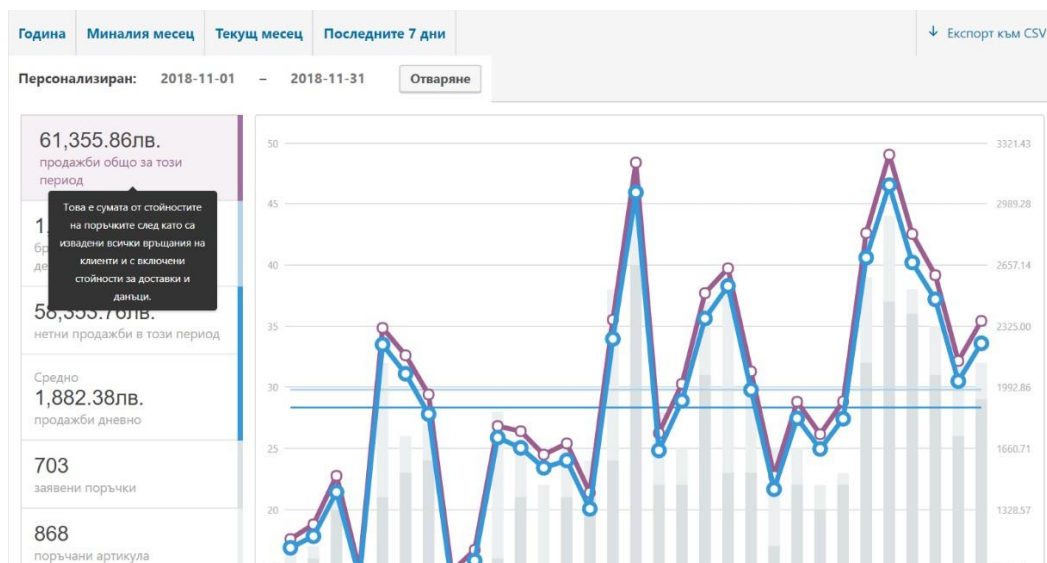 Година Миналия месец Текущ месец Последните 7 дни Експорт към CSV
Персонализиран: 2018-11-01 – 2018-11-31 Отваряне
61,355.86лв.
продажби общо за този
период
Това е сумата от стойностите
на поръчките след като са
извадени всички връщания на
клиенти и с включени
стойности за доставки и
данъци.
58,353.76лв.
нетни продажби в този период
Средно
1,882.38лв.
продажби дневно
703
заявени поръчки
868
поръчани артикула
50 3321.43
45 2989.28
40 2657.14
35 2325.00
30 1992.86
25 1660.71
20 1328.57